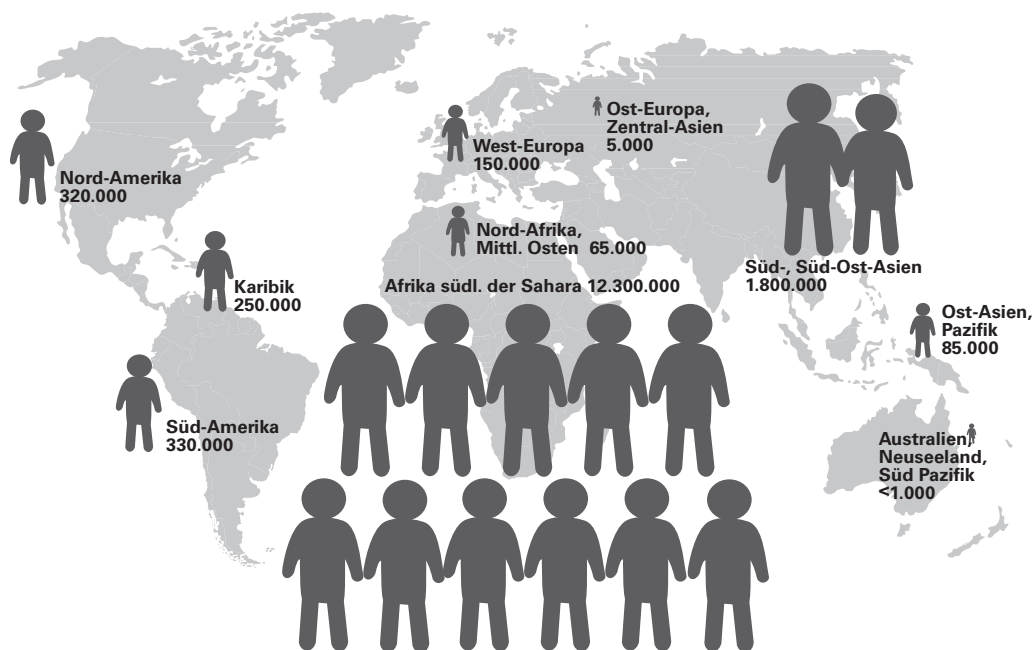 Ost-Europa,
Zentral-Asien
5.000
West-Europa
150.000
Nord-Amerika
320.000
Nord-Afrika,
Mittl. Osten 65.000
Karibik
250.000
Afrika südl. der Sahara 12.300.000
Süd-, Süd-Ost-Asien
1.800.000
Ost-Asien,
Pazifik
85.000
Süd-Amerika
330.000
Australien,
Neuseeland,
Süd Pazifik
<1.000